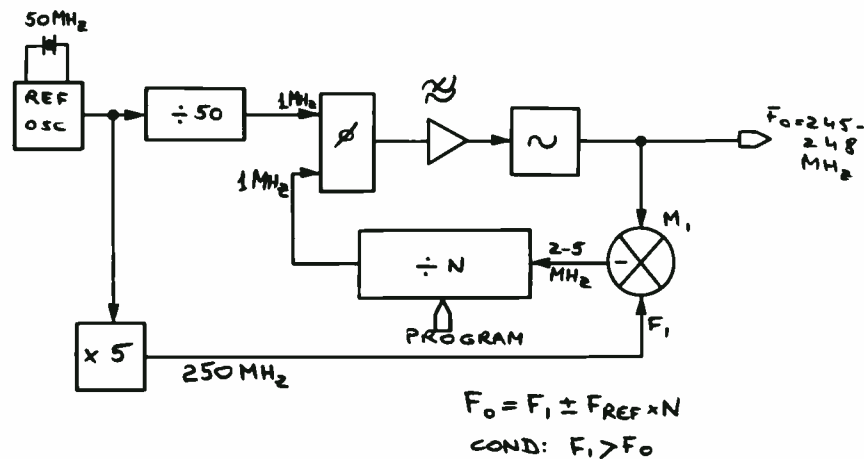 50MHz
REF
OSC
÷50
1MHz
ø
F₀=245-
248
MHz
1MHz
M₁
÷N
2-5
MHz
-
PROGRAM
F₁
×5
250MHz
F₀ = F₁ ± F_REF × N
COND: F₁ > F₀